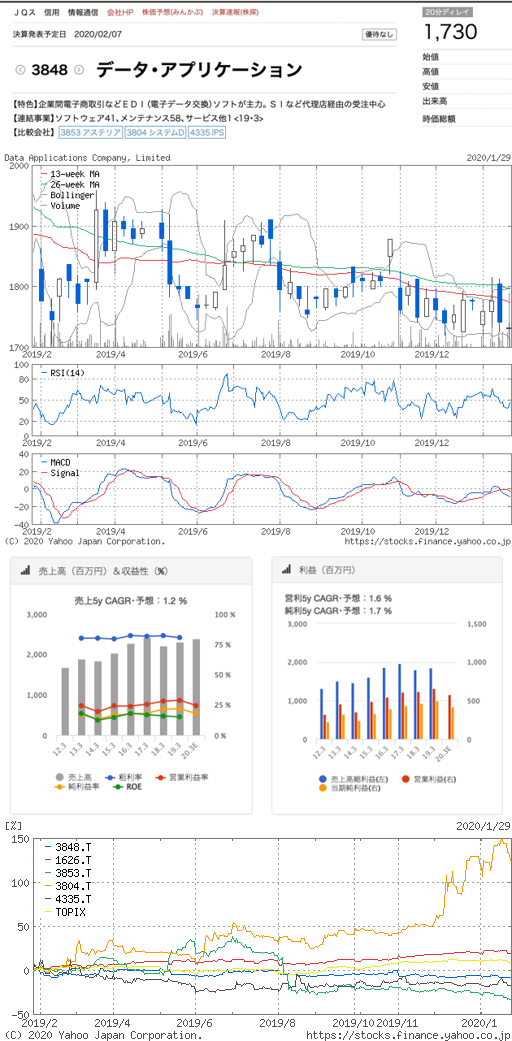 ＪＱス 信用 情報通信 会社HP 株価予想(みんかぶ) 決算速報(株探)
決算発表予定日 2020/02/07
優待なし
20分ディレイ
1,730
始値
高値
安値
出来高
時価総額
3848 データ・アプリケーション
【特色】企業間電子商取引などＥＤＩ（電子データ交換）ソフトが主力。ＳＩなど代理店経由の受注中心
【連結事業】ソフトウェア41、メンテナンス58、サービス他1 <19・3>
【比較会社】 3853 アステリア 3804 システムD 4335 IPS
Data Applications Company, Limited 2020/1/29
2000
1900
1800
1700
13-week MA
26-week MA
Bollinger
Volume
2019/2 2019/4 2019/6 2019/8 2019/10 2019/12
100
80
50
20
0
RSI(14)
2019/2 2019/4 2019/6 2019/8 2019/10 2019/12
40
20
0
-20
-40
MACD
Signal
2019/2 2019/4 2019/6 2019/8 2019/10 2019/12
(C) 2020 Yahoo Japan Corporation. https://stocks.finance.yahoo.co.jp/
売上高（百万円）＆収益性（%）
売上5y CAGR・予想：1.2 %
3,000
2,000
1,000
0
100 %
75 %
50 %
25 %
0 %
12.3 13.3 14.3 15.3 16.3 17.3 18.3 19.3 20.3E
売上高 粗利率 営業利益率
純利益率 ROE
利益（百万円）
営利5y CAGR・予想：1.6 %
純利5y CAGR・予想：1.7 %
3,000
2,000
1,000
0
1,500
1,000
500
0
12.3 13.3 14.3 15.3 16.3 17.3 18.3 19.3 20.3E
売上高総利益(左) 営業利益(右)
当期純利益(右)
[%] 2020/1/29
150
100
50
0
-50
3848.T
1626.T
3853.T
3804.T
4335.T
TOPIX
2019/2 2019/4 2019/6 2019/8 2019/10 2019/11 2020/1
(C) 2020 Yahoo Japan Corporation. https://stocks.finance.yahoo.co.jp/